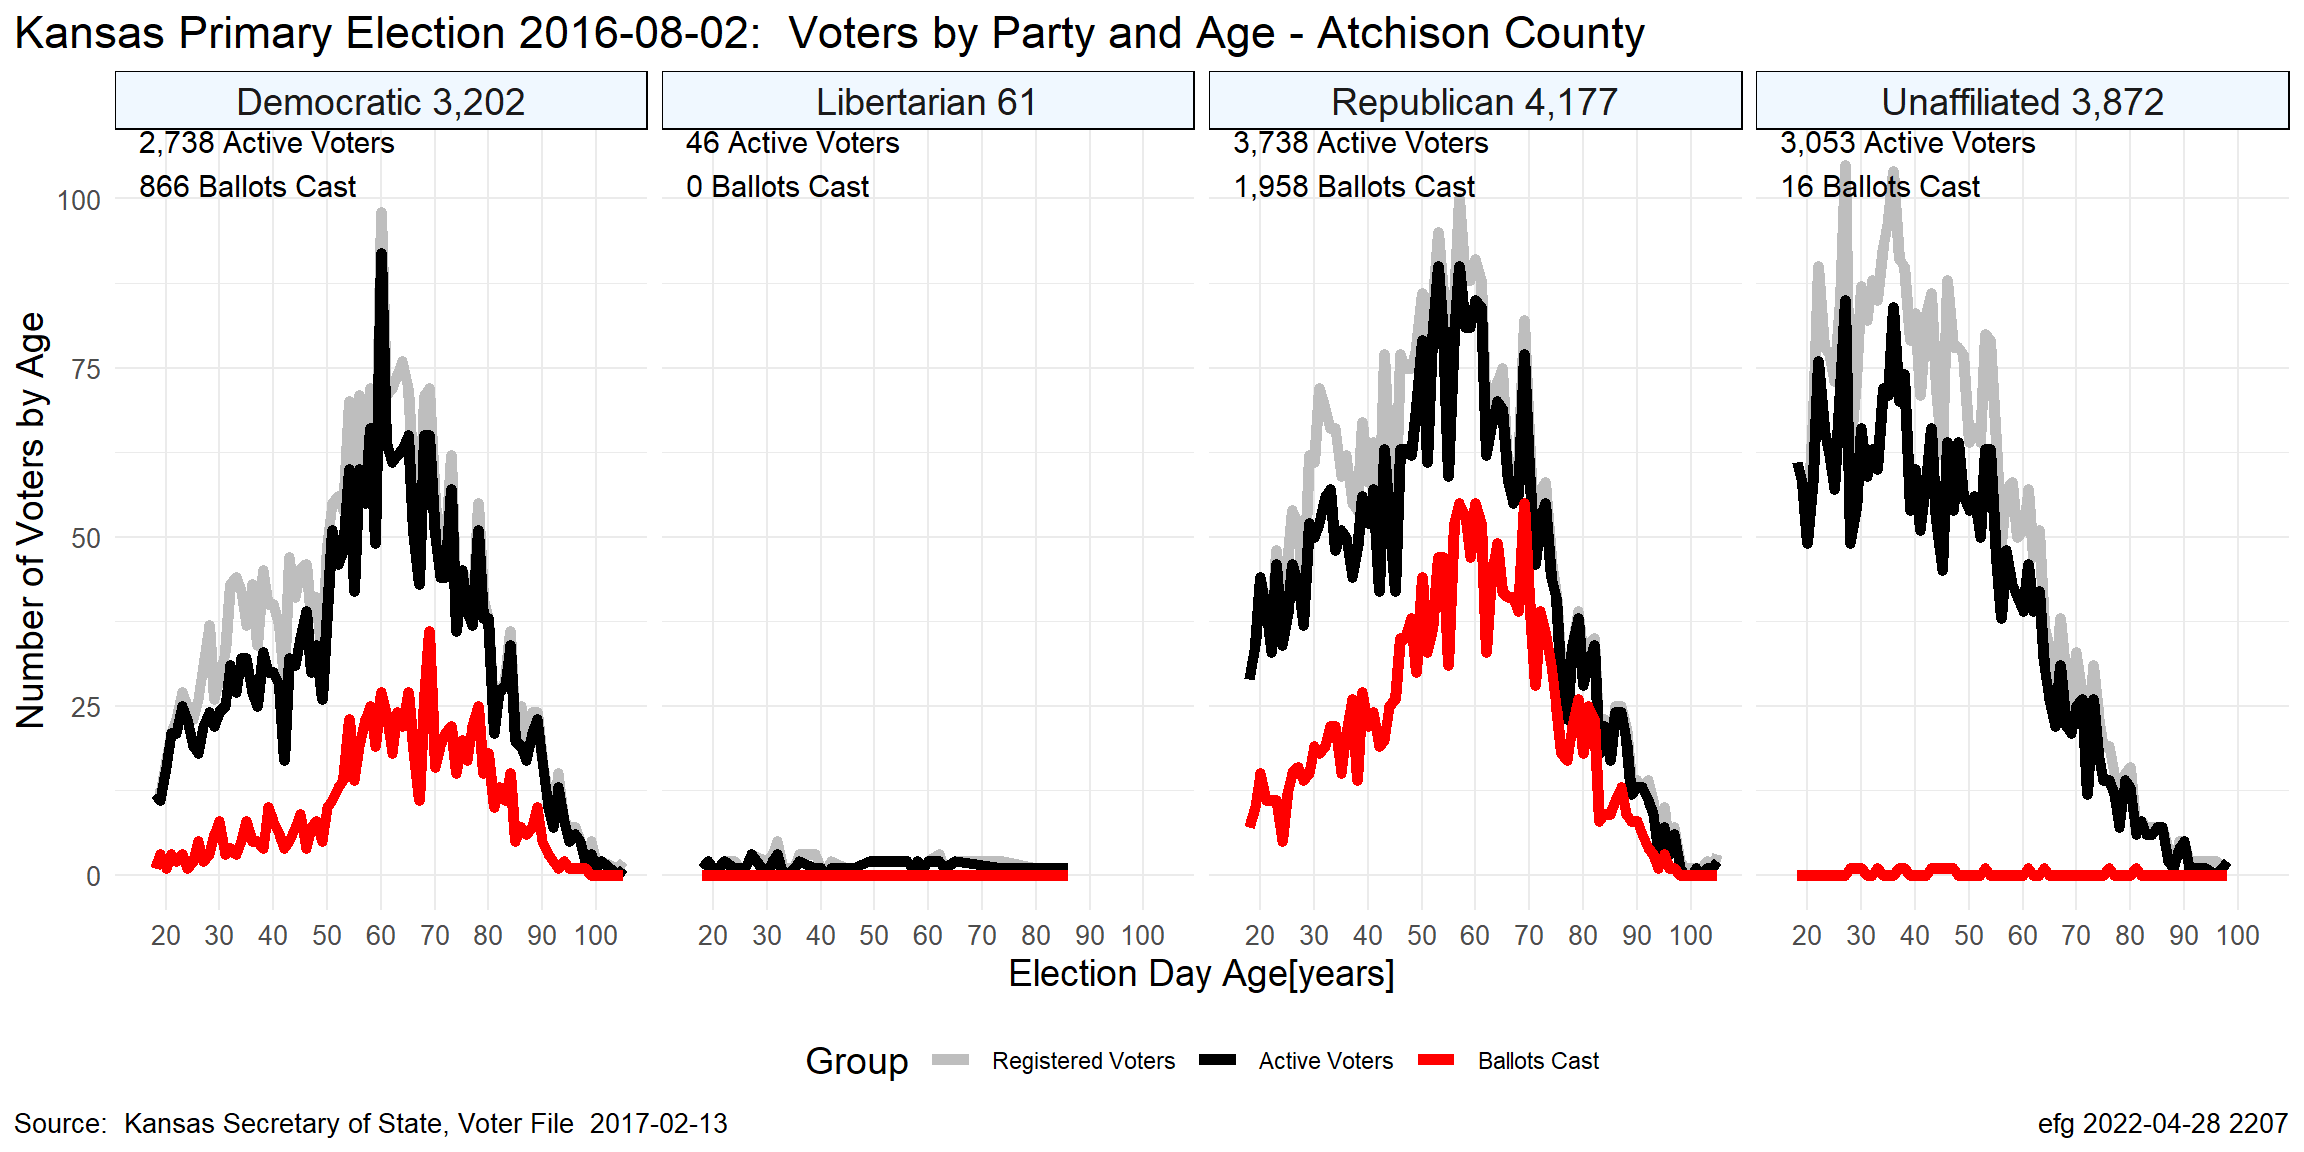 Kansas Primary Election 2016-08-02:  Voters by Party and Age - Atchison County
Democratic 3,202
Libertarian 61
Republican 4,177
Unaffiliated 3,872
2,738 Active Voters
866 Ballots Cast
46 Active Voters
0 Ballots Cast
3,738 Active Voters
1,958 Ballots Cast
3,053 Active Voters
16 Ballots Cast
Number of Voters by Age
100
75
50
25
0
20 30 40 50 60 70 80 90 100
20 30 40 50 60 70 80 90 100
20 30 40 50 60 70 80 90 100
20 30 40 50 60 70 80 90 100
Election Day Age[years]
Group Registered Voters Active Voters Ballots Cast
Source:  Kansas Secretary of State, Voter File  2017-02-13
efg 2022-04-28 2207